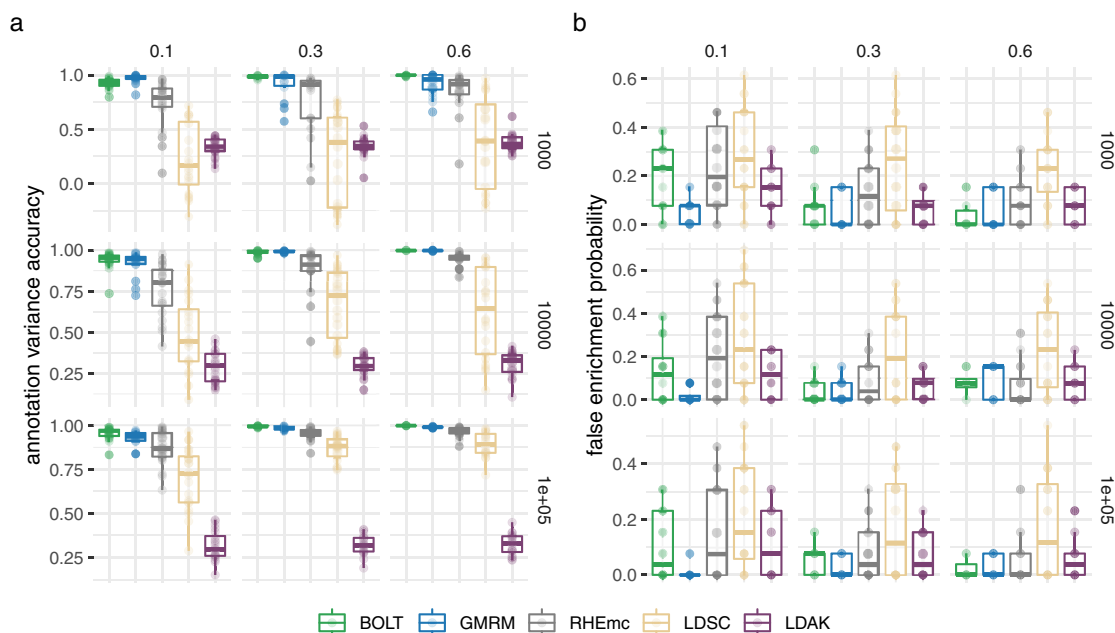 a
b
0.1 0.3 0.6
0.1 0.3 0.6
annotation variance accuracy
1.0
0.5
0.0
1000
1.00
0.75
0.50
0.25
10000
1.00
0.75
0.50
0.25
1e+05
false enrichment probability
0.6
0.4
0.2
0.0
1000
0.6
0.4
0.2
0.0
10000
0.4
0.2
0.0
1e+05
BOLT GMRM RHEmc LDSC LDAK